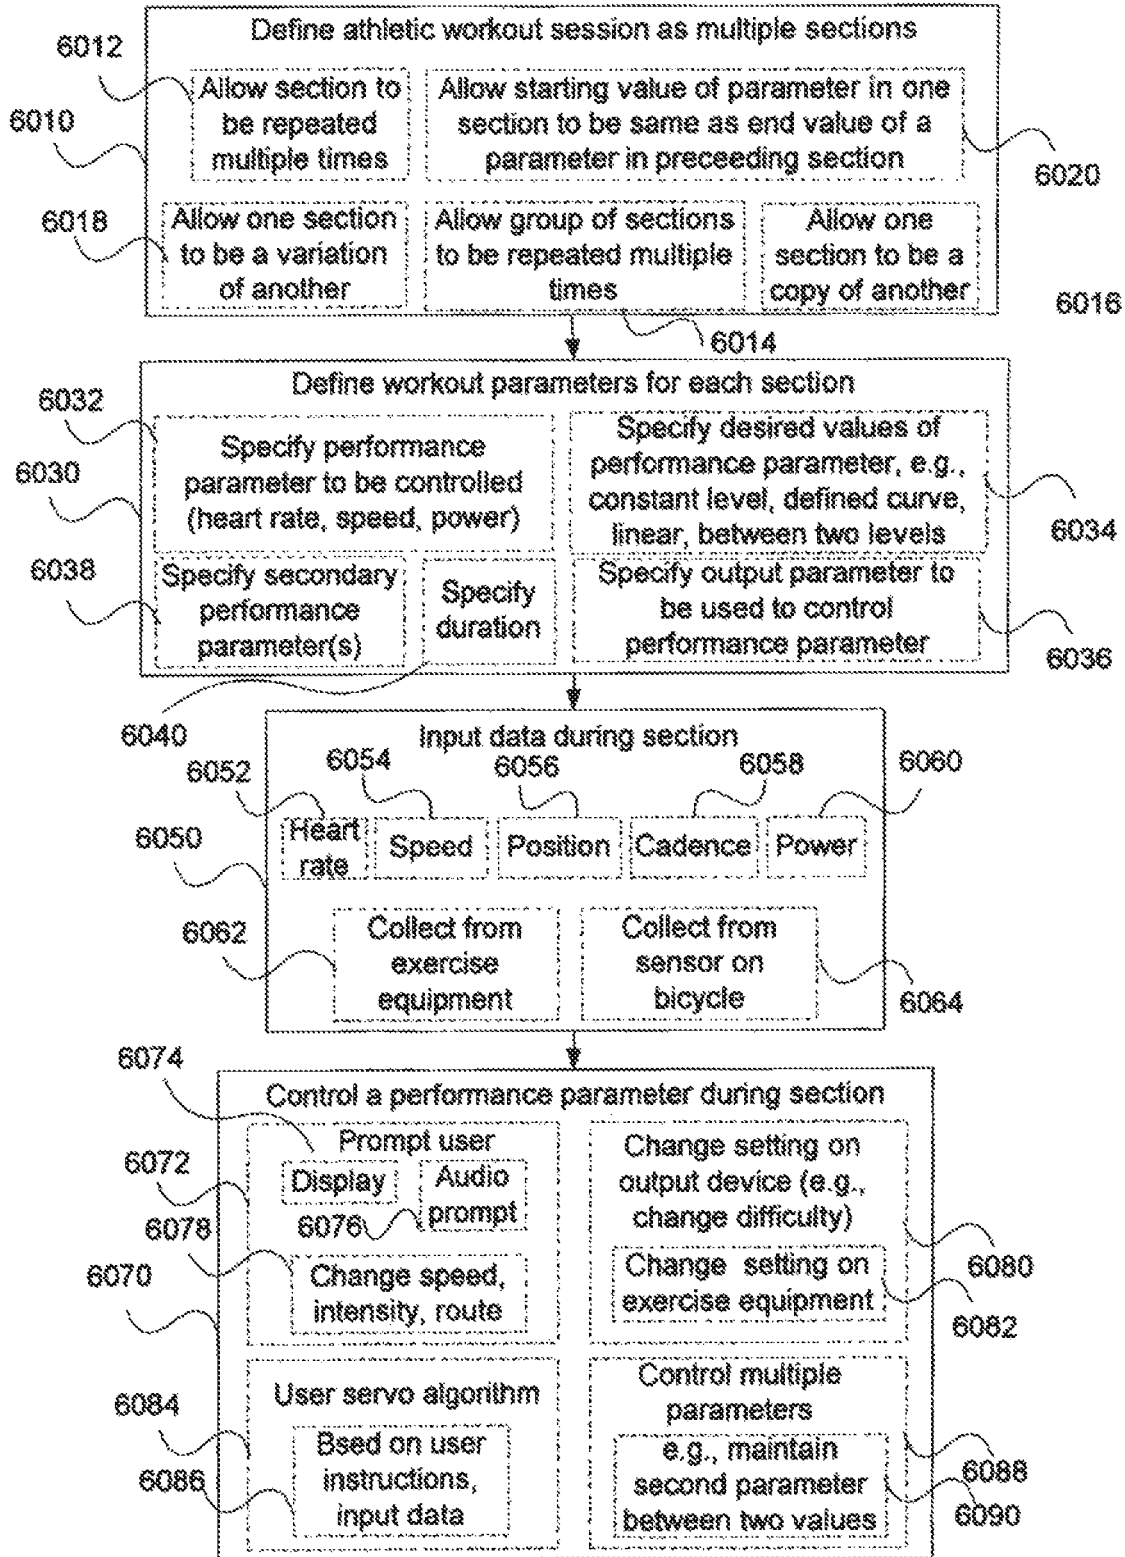 Define athletic workout session as multiple sections
6012
6010
Allow section to
be repeated
multiple times
Allow starting value of parameter in one
section to be same as end value of a
parameter in preceeding section
6020
6018
Allow one section
to be a variation
of another
Allow group of sections
to be repeated multiple
times
Allow one
section to be a
copy of another
6016
6014
Define workout parameters for each section
6032
6030
Specify performance
parameter to be controlled
(heart rate, speed, power)
Specify desired values of
performance parameter, e.g.,
constant level, defined curve,
linear, between two levels
6034
6038
Specify secondary
performance
parameter(s)
Specify
duration
Specify output parameter to
be used to control
performance parameter
6036
6040
Input data during section
6052
6054
6056
6058
6060
6050
Heart
rate
Speed
Position
Cadence
Power
6062
Collect from
exercise
equipment
Collect from
sensor on
bicycle
6064
6074
Control a performance parameter during section
6072
Prompt user
Display
Audio
prompt
6076
6078
6070
Change speed,
intensity, route
Change setting on
output device (e.g.,
change difficulty)
6080
Change setting on
exercise equipment
6082
6084
User servo algorithm
6086
Bsed on user
instructions,
input data
Control multiple
parameters
6088
e.g., maintain
second parameter
between two values
6090